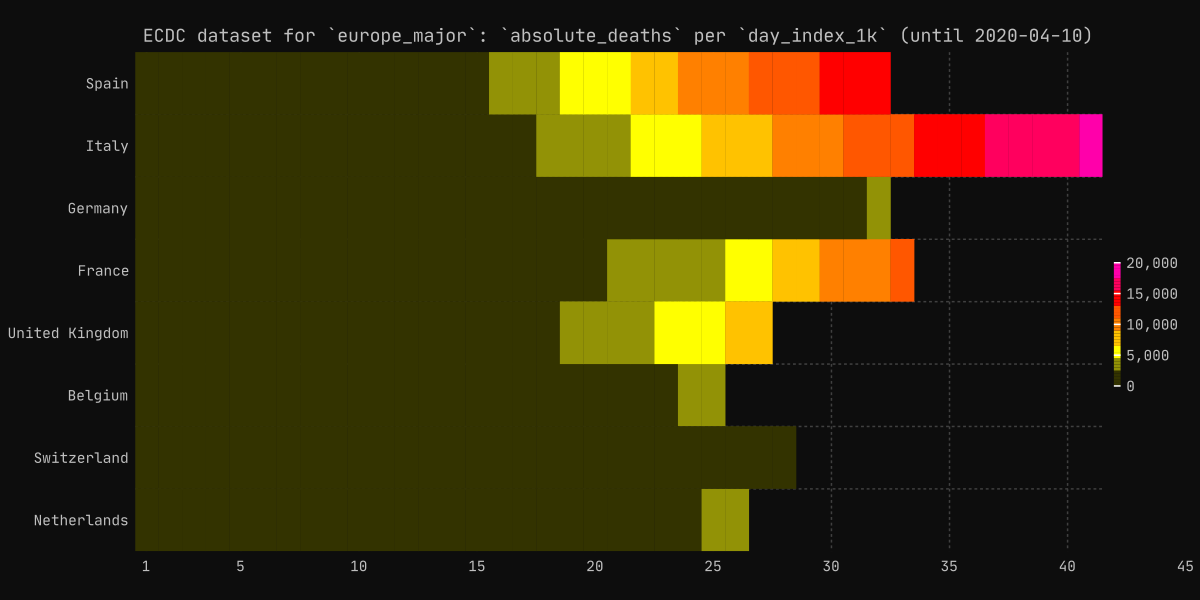 ECDC dataset for `europe_major`: `absolute_deaths` per `day_index_1k` (until 2020-04-10)
Spain
Italy
Germany
France
United Kingdom
Belgium
Switzerland
Netherlands
20,000
15,000
10,000
5,000
0
1 5 10 15 20 25 30 35 40 45